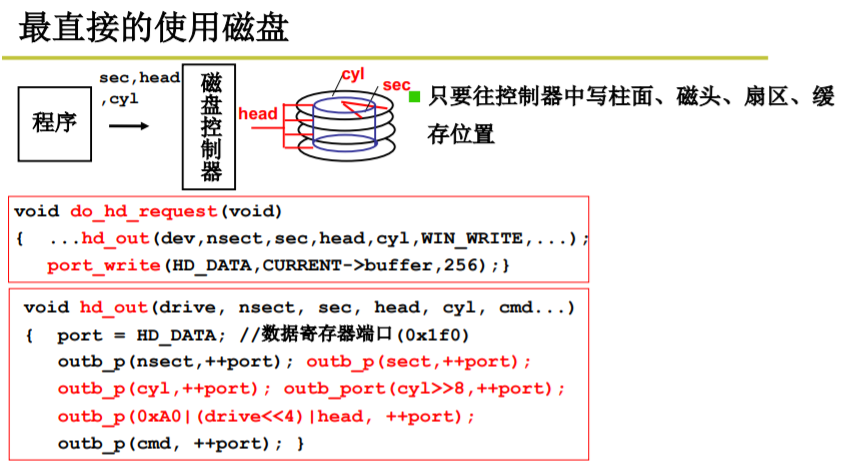 最直接的使用磁盘
程序
sec,head
,cyl
磁盘控制器
head
cyl
sec
只要往控制器中写柱面、磁头、扇区、缓
存位置
void do_hd_request(void)
{ ...hd_out(dev,nsect,sec,head,cyl,WIN_WRITE,...);
port_write(HD_DATA,CURRENT->buffer,256);}
void hd_out(drive, nsect, sec, head, cyl, cmd...)
{ port = HD_DATA; //数据寄存器端口(0x1f0)
outb_p(nsect,++port); outb_p(sect,++port);
outb_p(cyl,++port); outb_port(cyl>>8,++port);
outb_p(0xA0|(drive<<4)|head, ++port);
outb_p(cmd, ++port); }